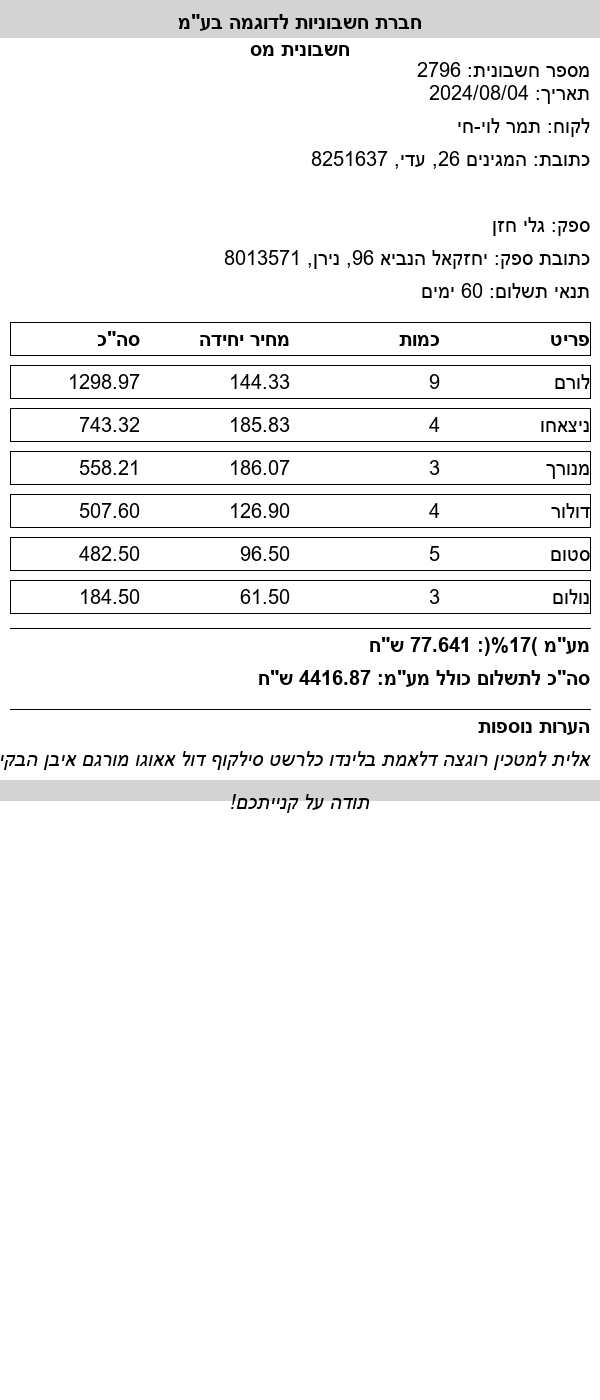 חברת חשבוניות לדוגמה בע"מ
חשבונית מס
מספר חשבונית: 2796
תאריך: 2024/08/04
לקוח: תמר לוי-חי
כתובת: המגינים 26, עדי, 8251637
ספק: גלי חזן
כתובת ספק: יחזקאל הנביא 96, נירן, 8013571
תנאי תשלום: 60 ימים
פריט כמות מחיר יחידה סה"כ
לורם 9 144.33 1298.97
ניצאחו 4 185.83 743.32
מנורך 3 186.07 558.21
דולור 4 126.90 507.60
סטום 5 96.50 482.50
נולום 3 61.50 184.50
מע"מ )17%(: 77.641 ש"ח
סה"כ לתשלום כולל מע"מ: 4416.87 ש"ח
הערות נוספות
אלית למטכין רוגצה דלאמת בלינדו כלרשט סילקוף דול אאוגו מורגם איבן הבקי
תודה על קנייתכם!